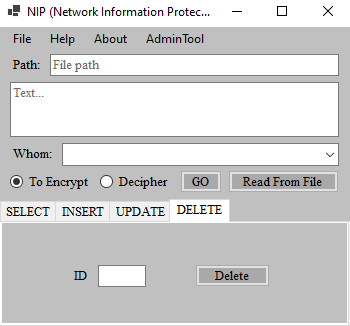 NIP (Network Information Protec...
File Help About AdminTool
Path: File path
Text...
Whom:
To Encrypt Decipher GO Read From File
SELECT INSERT UPDATE DELETE
ID Delete